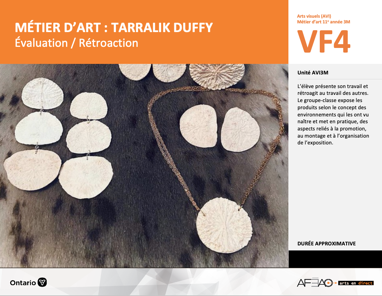 MÉTIER D'ART : TARRALIK DUFFY
Évaluation / Rétroaction
Arts visuels (AVI)
Métier d'art 11e année 3M
VF4
Unité AVI3M
L'élève présente son travail et
rétroagit au travail des autres.
Le groupe-classe expose les
produits selon le concept des
environnements qui les ont vu
naître et met en pratique, des
aspects reliés à la promotion,
au montage et à l'organisation
de l'exposition.
DURÉE APPROXIMATIVE
Ontario
AFEAO
arts en direct